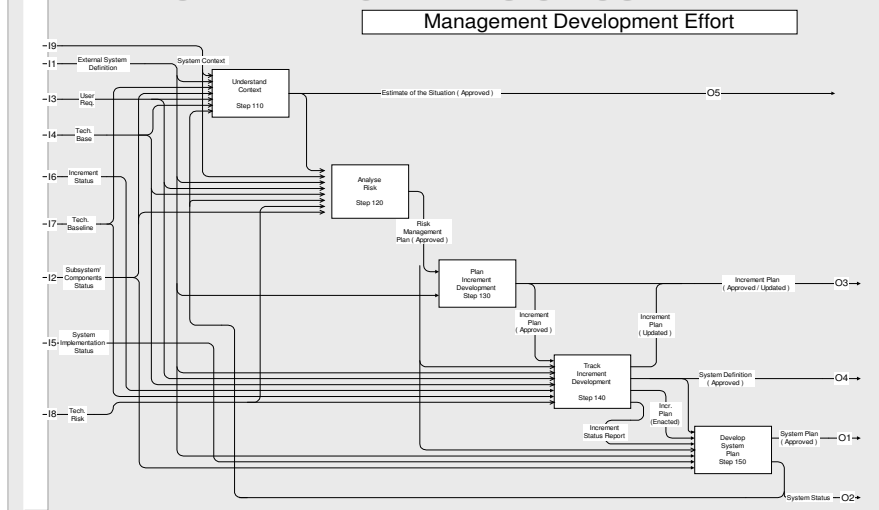 Management Development Effort
I9
System Context
I1
External System
Definition
Understand
Context
Step 110
I3
User
Req.
Estimate of the Situation ( Approved )
O5
I4
Tech.
Base
I6
Increment
Status
Analyse
Risk
Step 120
I7
Tech.
Baseline
Risk
Management
Plan ( Approved )
I2
Subsystem/
Components
Status
Plan
Increment
Development
Step 130
Increment Plan
( Approved / Updated )
O3
Increment
Plan
( Approved )
Increment
Plan
( Updated )
I5
System
Implementation
Status
Track
Increment
Development
Step 140
System Definition
( Approved )
O4
I8
Tech.
Risk
Incr.
Plan
(Enacted)
Increment
Status Report
Develop
System
Plan
Step 150
System Plan
( Approved )
O1
System Status
O2